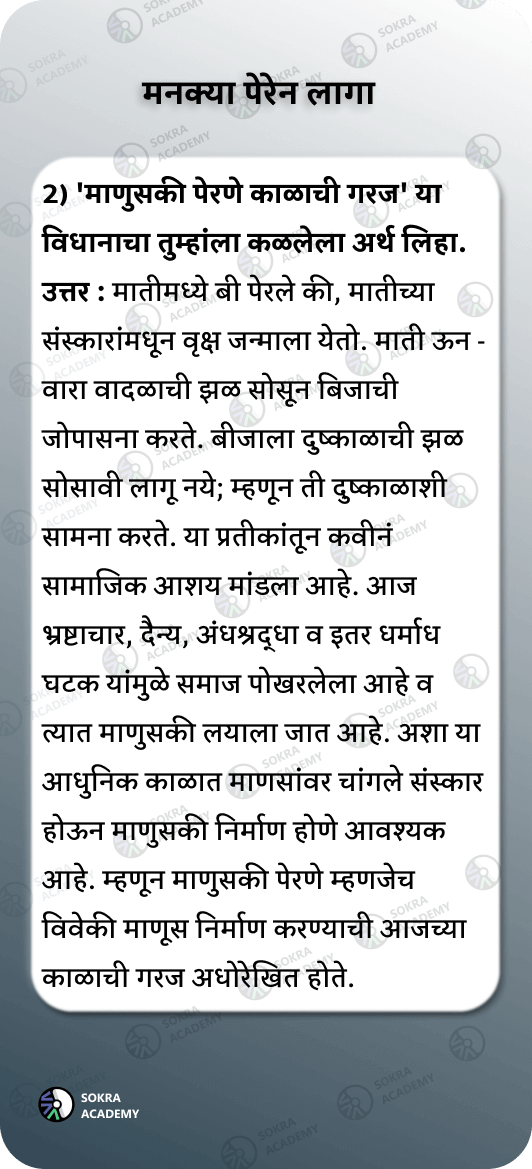 मनक्या पेरेन लागा
2) 'माणुसकी पेरणे काळाची गरज' या
विधानाचा तुम्हांला कळलेला अर्थ लिहा.
उत्तर : मातीमध्ये बी पेरले की, मातीच्या
संस्कारांमधून वृक्ष जन्माला येतो. माती ऊन -
वारा वादळाची झळ सोसून बिजाची
जोपासना करते. बीजाला दुष्काळाची झळ
सोसावी लागू नये; म्हणून ती दुष्काळाशी
सामना करते. या प्रतीकांतून कवीनं
सामाजिक आशय मांडला आहे. आज
भ्रष्टाचार, दैन्य, अंधश्रद्धा व इतर धर्माध
घटक यांमुळे समाज पोखरलेला आहे व
त्यात माणुसकी लयाला जात आहे. अशा या
आधुनिक काळात माणसांवर चांगले संस्कार
होऊन माणुसकी निर्माण होणे आवश्यक
आहे. म्हणून माणुसकी पेरणे म्हणजेच
विवेकी माणूस निर्माण करण्याची आजच्या
काळाची गरज अधोरेखित होते.
SOKRA
ACADEMY